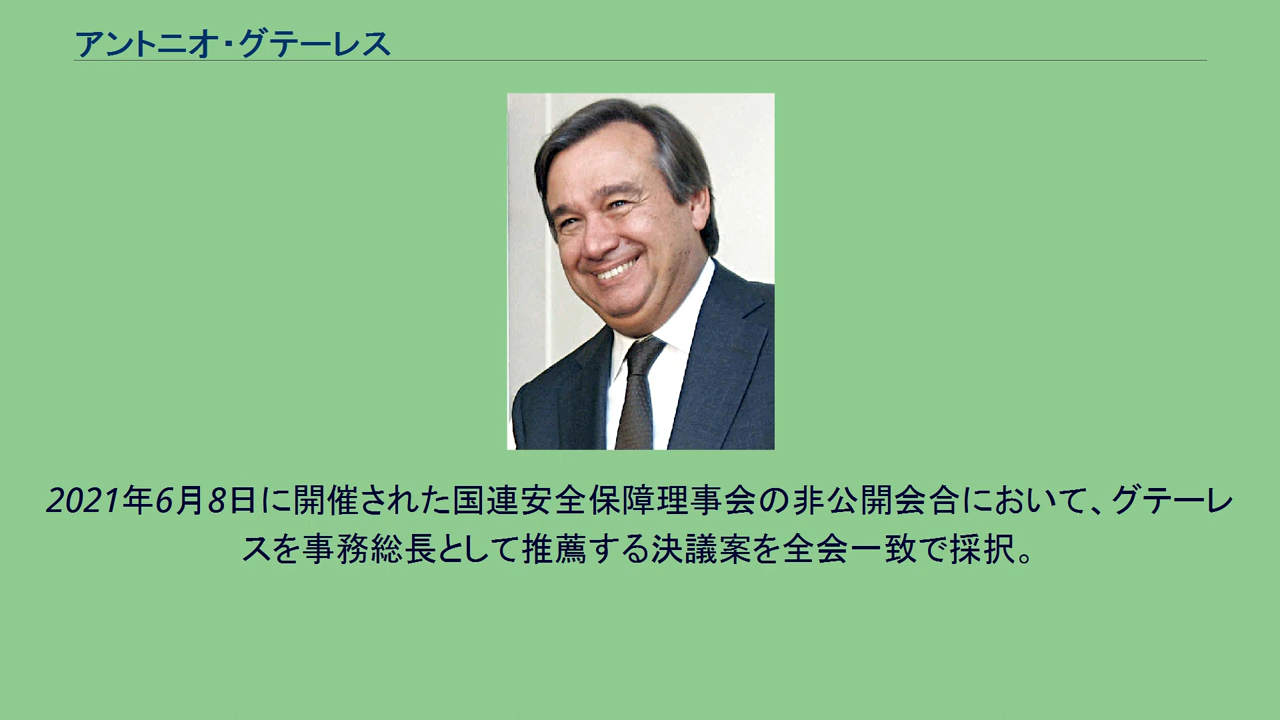 アントニオ・グテーレス
2021年6月8日に開催された国連安全保障理事会の非公開会合において、グテーレ
スを事務総長として推薦する決議案を全会一致で採択。